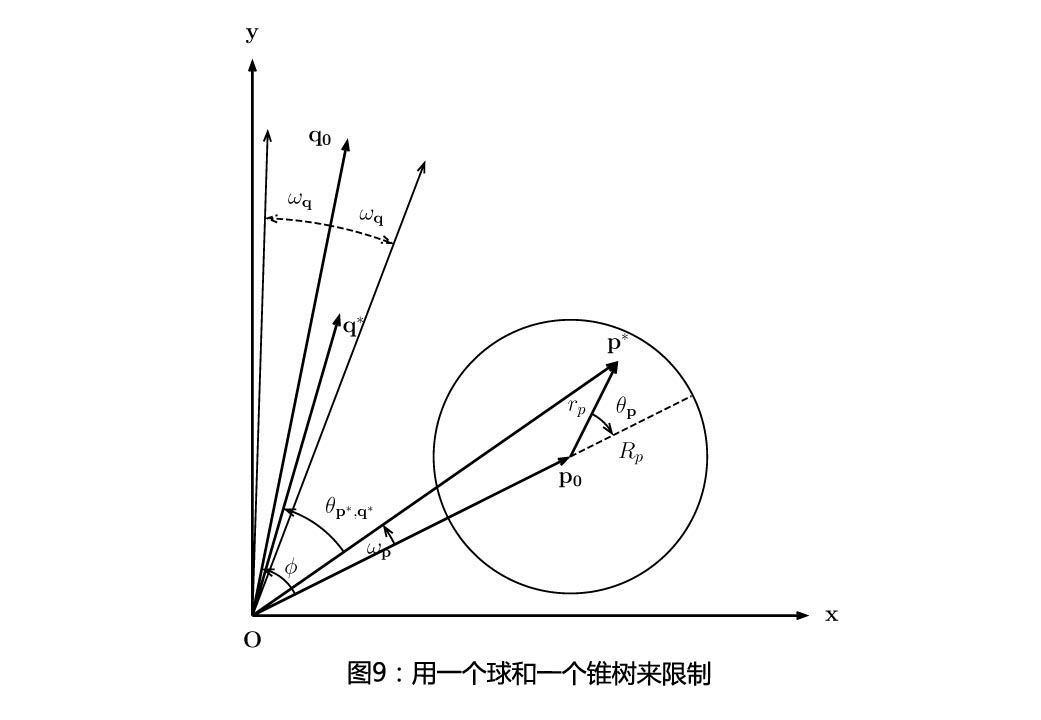 y
q₀
ω_q
ω_q
q*
p*
r_p
θ_p
R_p
p₀
θ_p*,q*
ω_p
ϕ
x
O
图9：用一个球和一个锥树来限制